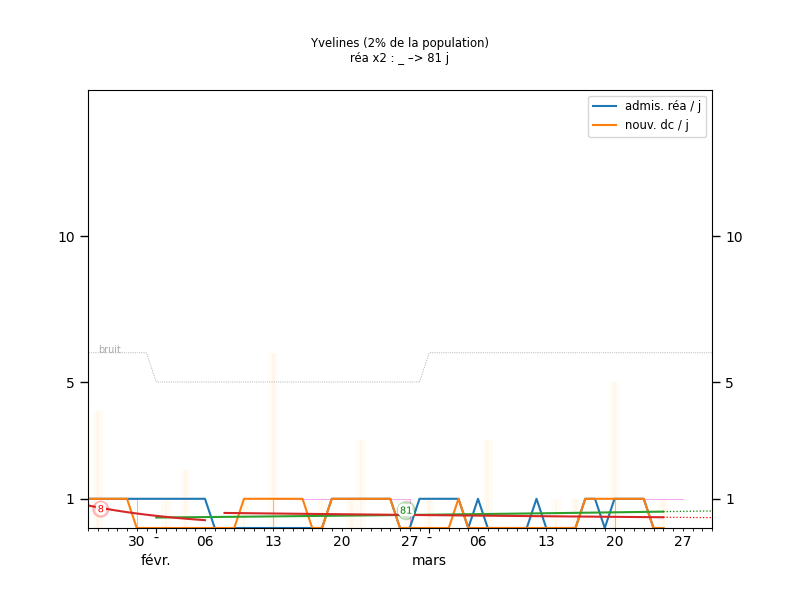 Yvelines (2% de la population)
réa x2 : _ –> 81 j
admis. réa / j
nouv. dc / j
10 10
bruit
5 5
8 81
1 1
30 - 06 13 20 27 - 06 13 20 27
févr. mars